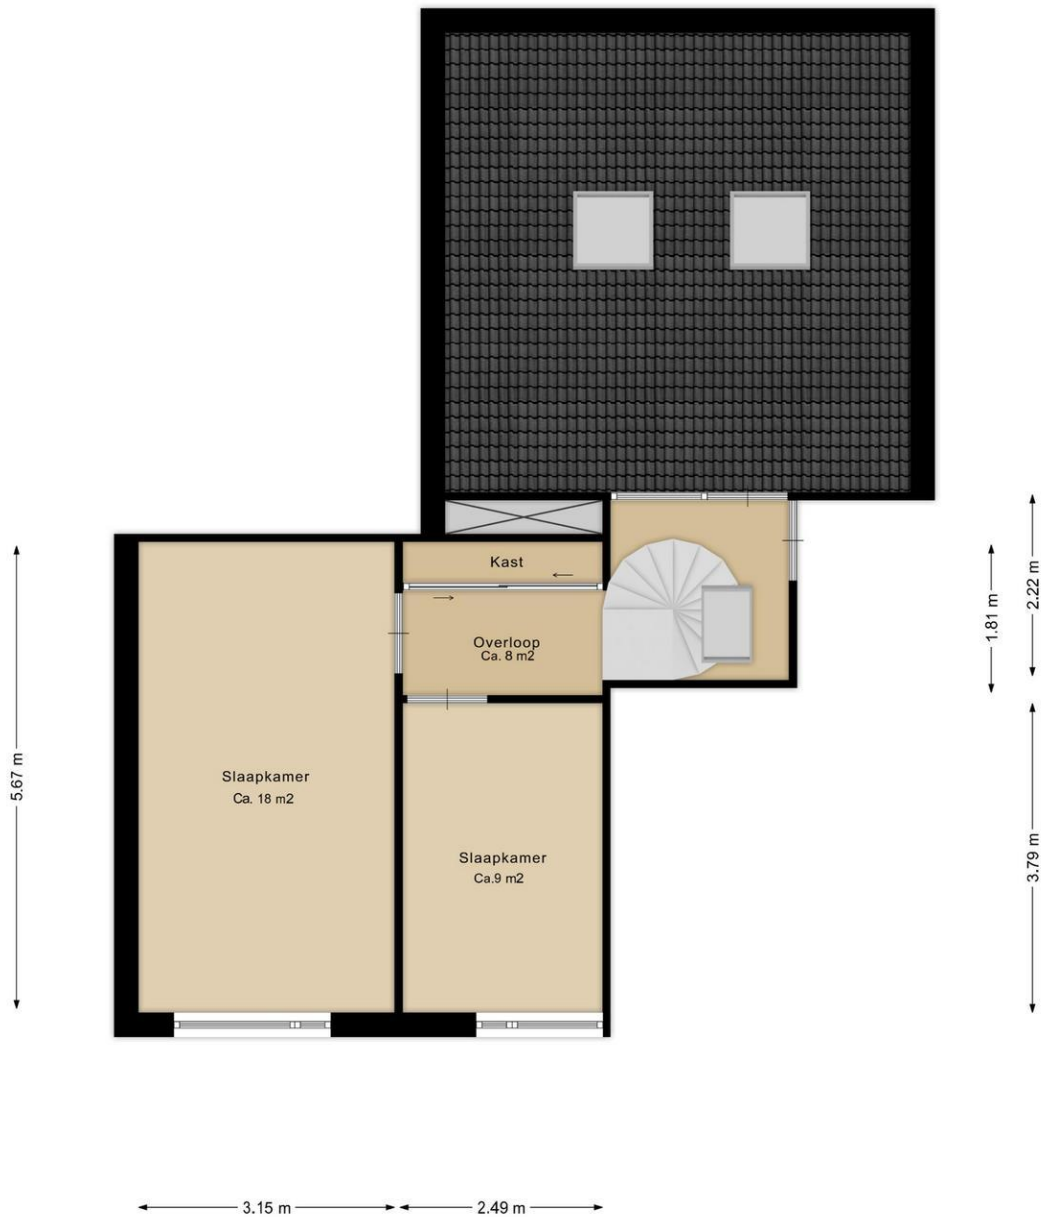 Kast
Overloop
Ca. 8 m2
Slaapkamer
Ca. 18 m2
Slaapkamer
Ca.9 m2
5.67 m
1.81 m
2.22 m
3.79 m
3.15 m
2.49 m